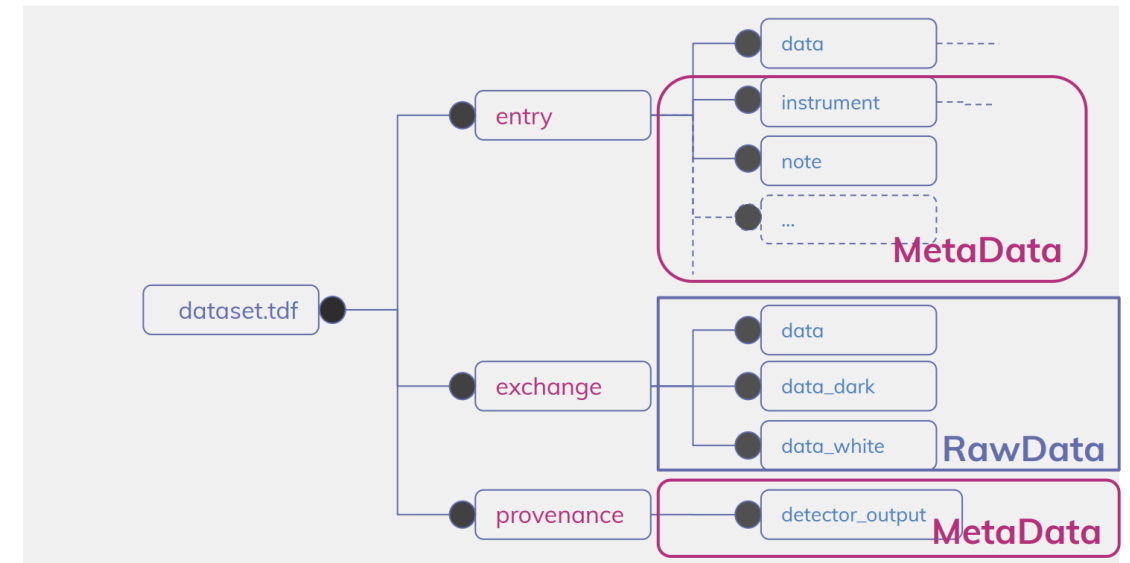 data
instrument
entry
note
...
MetaData
dataset.tdf
data
exchange
data_dark
data_white
RawData
provenance
detector_output
MetaData